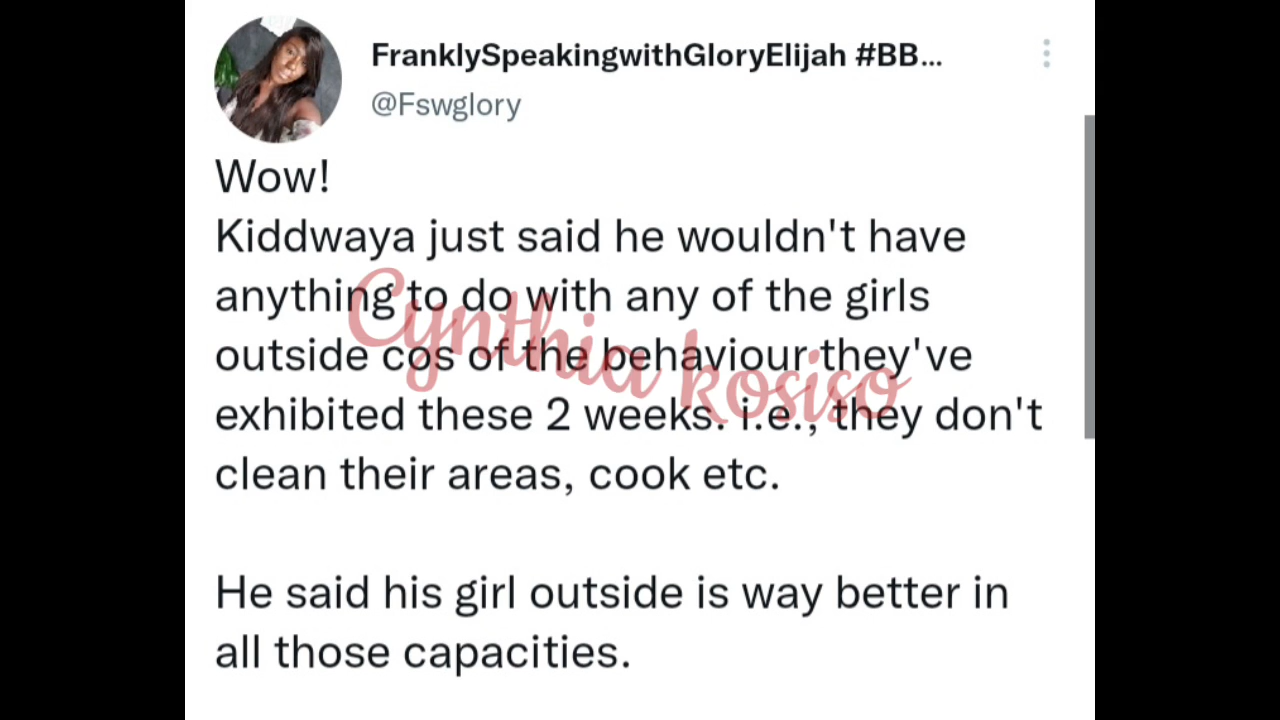 FranklySpeakingwithGloryElijah #BB...
@Fswglory
Wow!
Kiddwaya just said he wouldn't have
anything to do with any of the girls
outside cos of the behaviour they've
exhibited these 2 weeks. i.e., they don't
clean their areas, cook etc.
He said his girl outside is way better in
all those capacities.
Cynthia kosiso